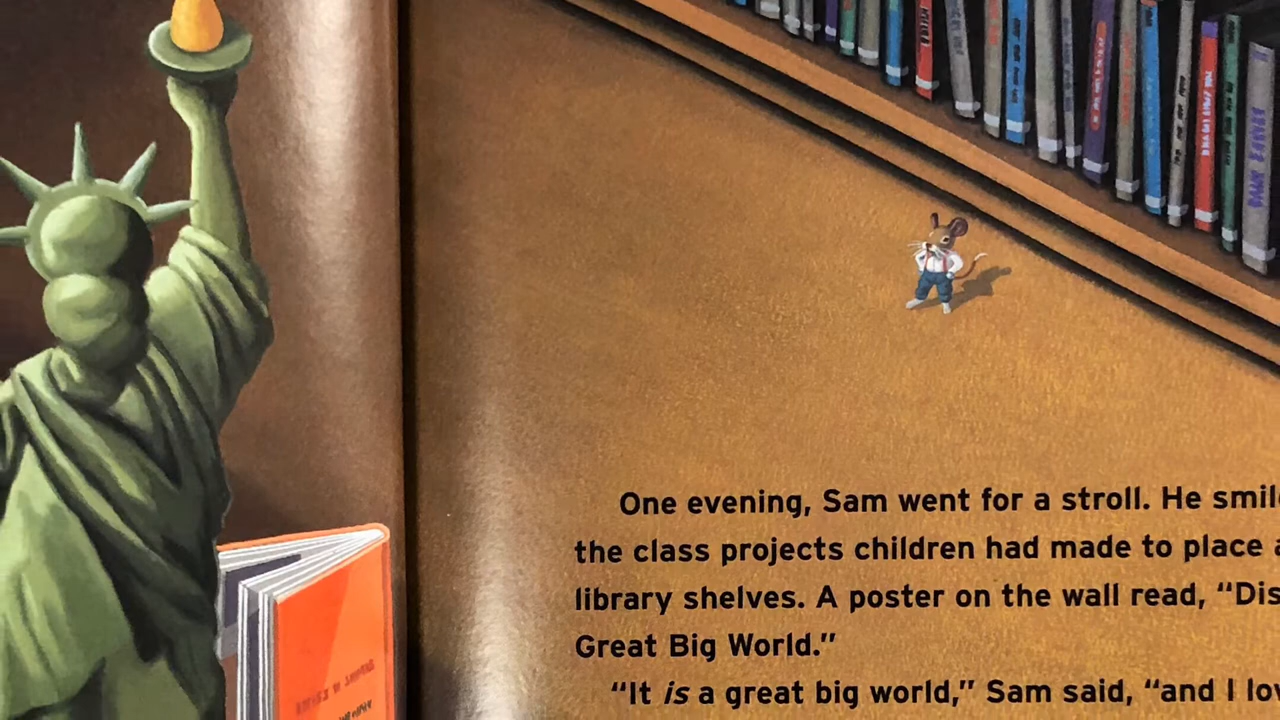 One evening, Sam went for a stroll. He smil
the class projects children had made to place a
library shelves. A poster on the wall read, “Dis
Great Big World.”
“It is a great big world,” Sam said, “and I lov